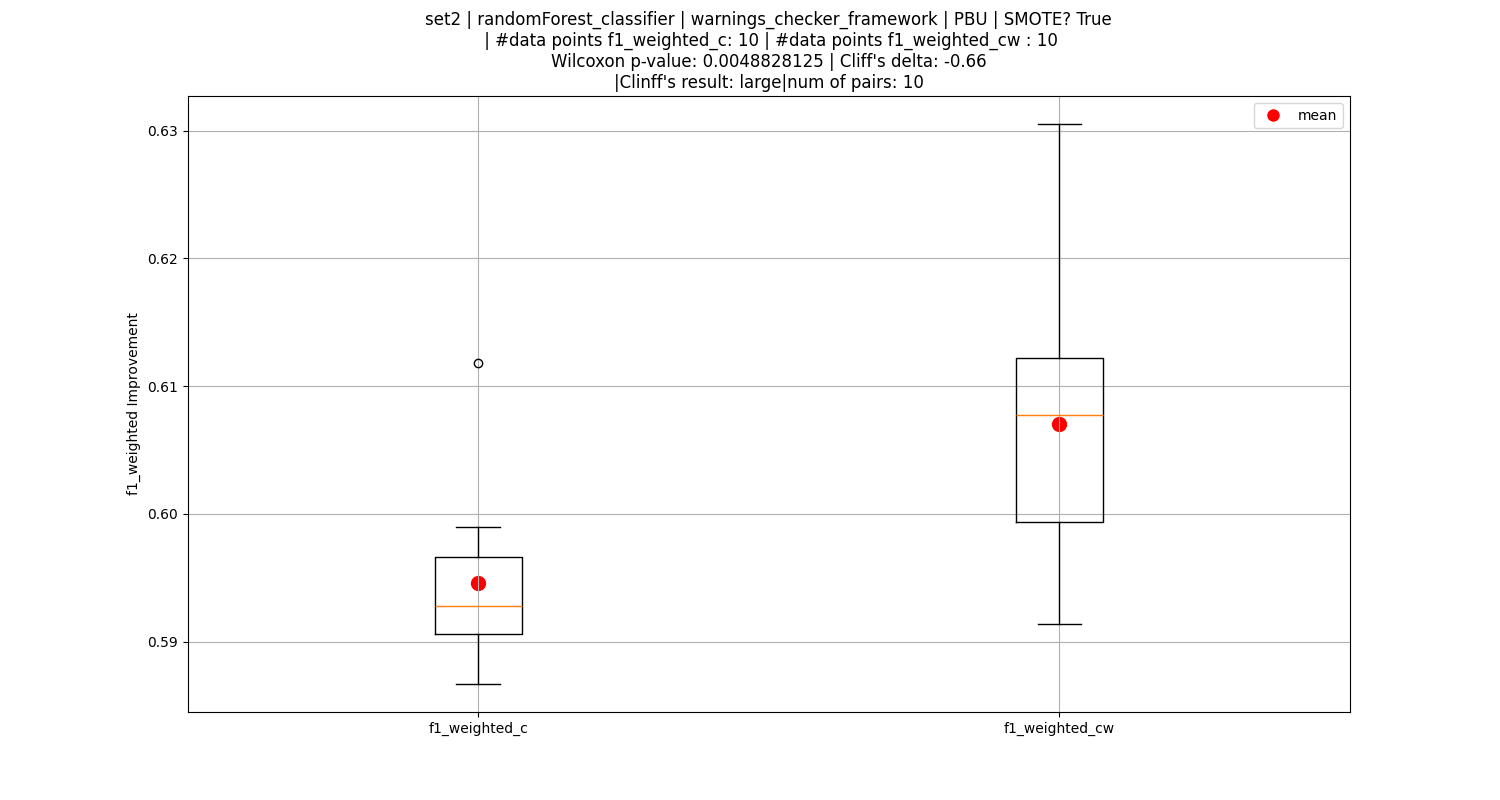 set2 | randomForest_classifier | warnings_checker_framework | PBU | SMOTE? True
| #data points f1_weighted_c: 10 | #data points f1_weighted_cw : 10
Wilcoxon p-value: 0.0048828125 | Cliff's delta: -0.66
|Clinff's result: large|num of pairs: 10
mean
0.63
0.62
0.61
0.60
0.59
f1_weighted Improvement
f1_weighted_c
f1_weighted_cw